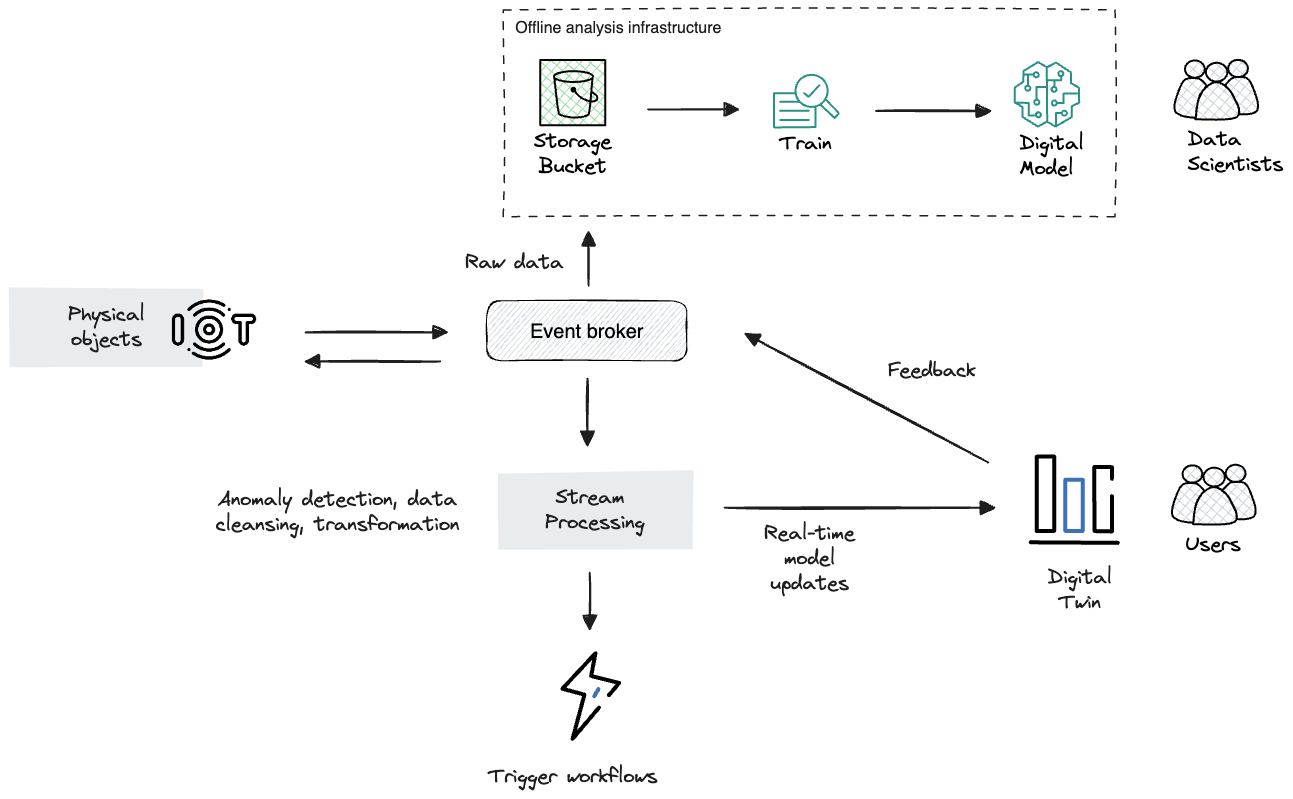 Offline analysis infrastructure
Storage
Bucket
Train
Digital
Model
Data
Scientists
Raw data
Physical
objects
IOT
Event broker
Feedback
Anomaly detection, data
cleansing, transformation
Stream
Processing
Real-time
model
updates
Users
Digital
Twin
Trigger workflows